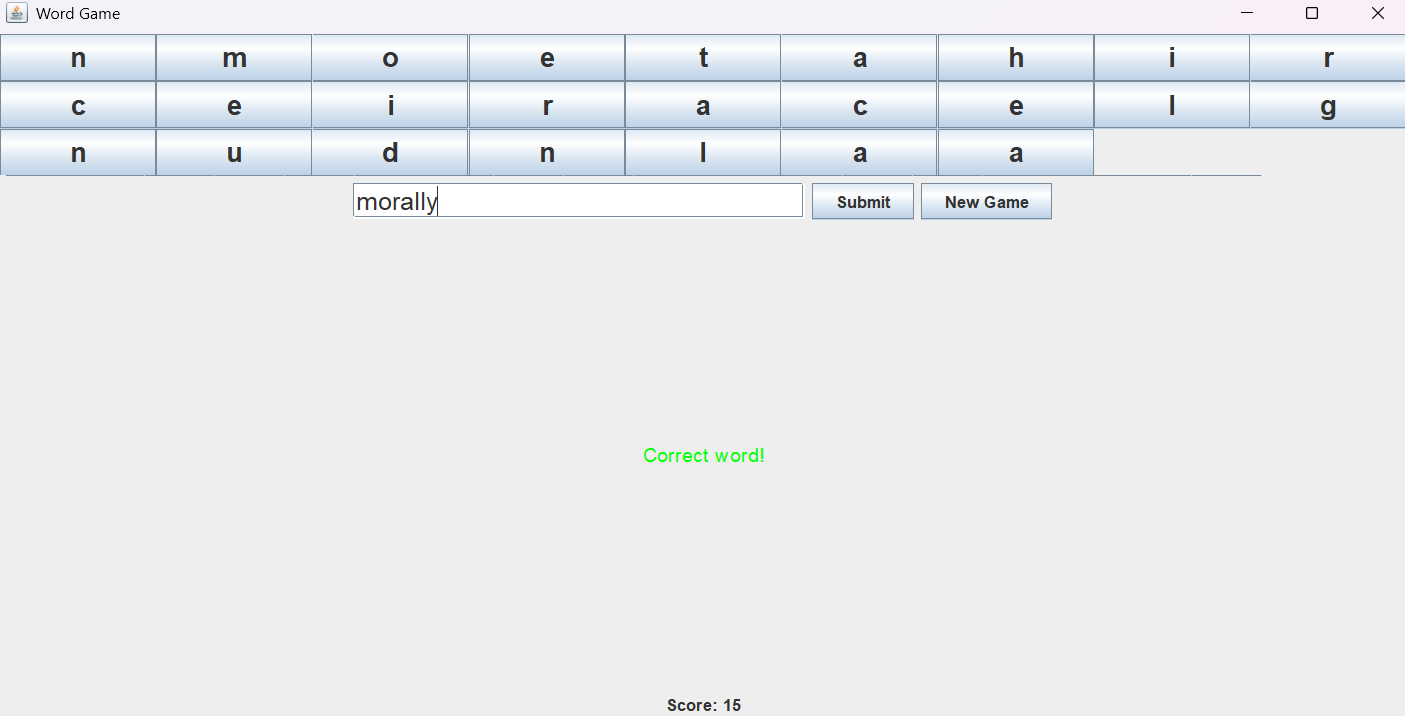 Word Game
n m o e t a h i r
c e i r a c e l g
n u d n l a a
morally Submit New Game
Correct word!
Score: 15